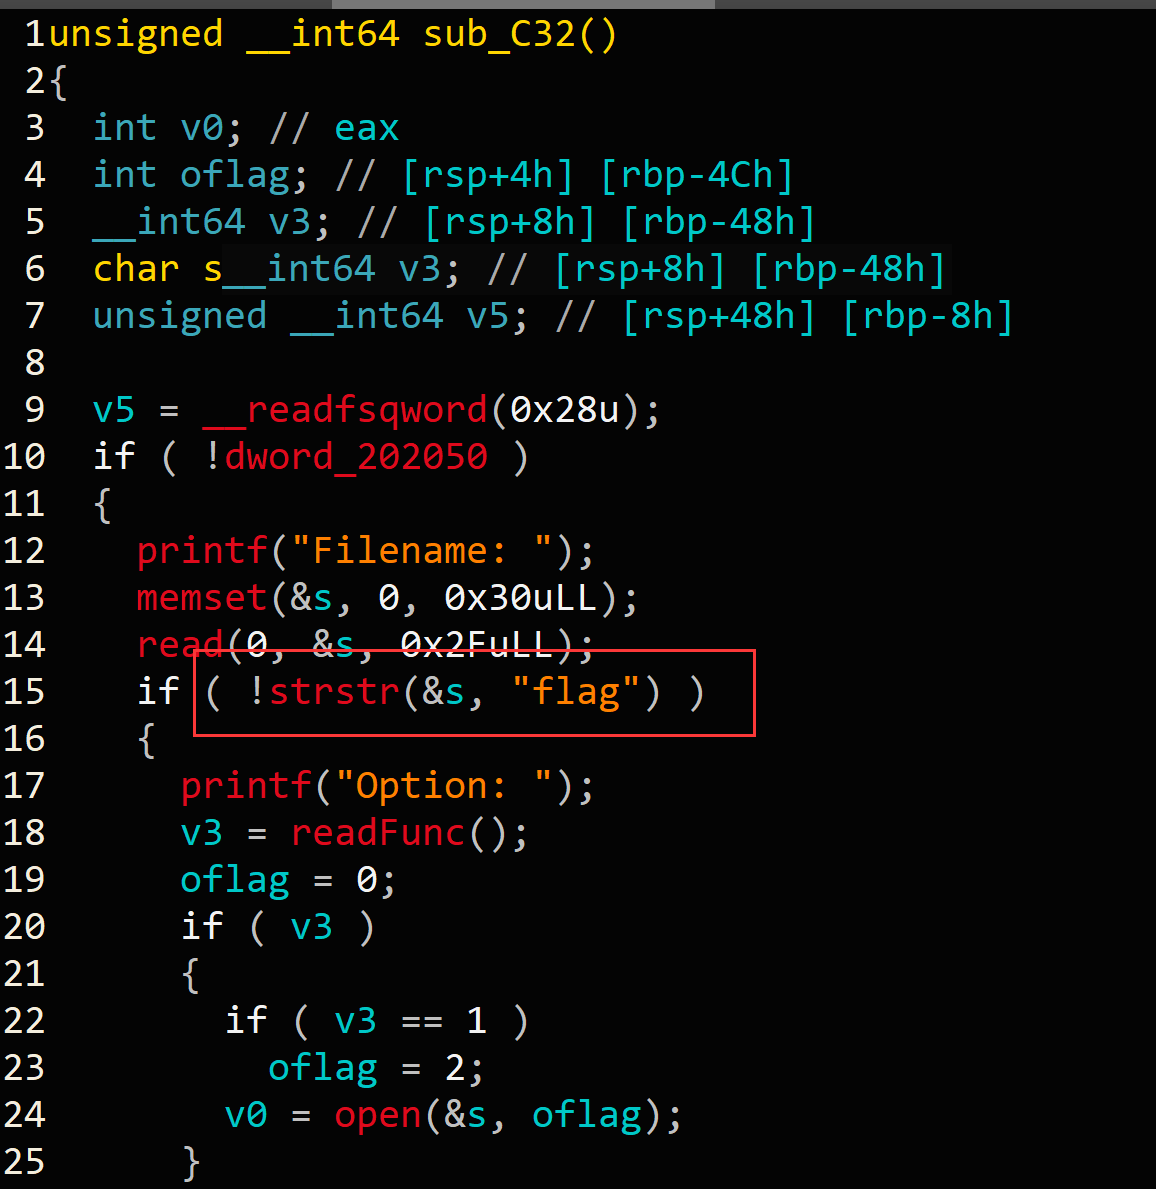 1unsigned __int64 sub_C32()
2{
3  int v0; // eax
4  int oflag; // [rsp+4h] [rbp-4Ch]
5  __int64 v3; // [rsp+8h] [rbp-48h]
6  char s__int64 v3; // [rsp+8h] [rbp-48h]
7  unsigned __int64 v5; // [rsp+48h] [rbp-8h]
8
9  v5 = __readfsqword(0x28u);
10  if ( !dword_202050 )
11  {
12    printf("Filename: ");
13    memset(&s, 0, 0x30uLL);
14    read(0, &s, 0x2FuLL);
15    if ( !strstr(&s, "flag") )
16    {
17      printf("Option: ");
18      v3 = readFunc();
19      oflag = 0;
20      if ( v3 )
21      {
22        if ( v3 == 1 )
23          oflag = 2;
24        v0 = open(&s, oflag);
25      }